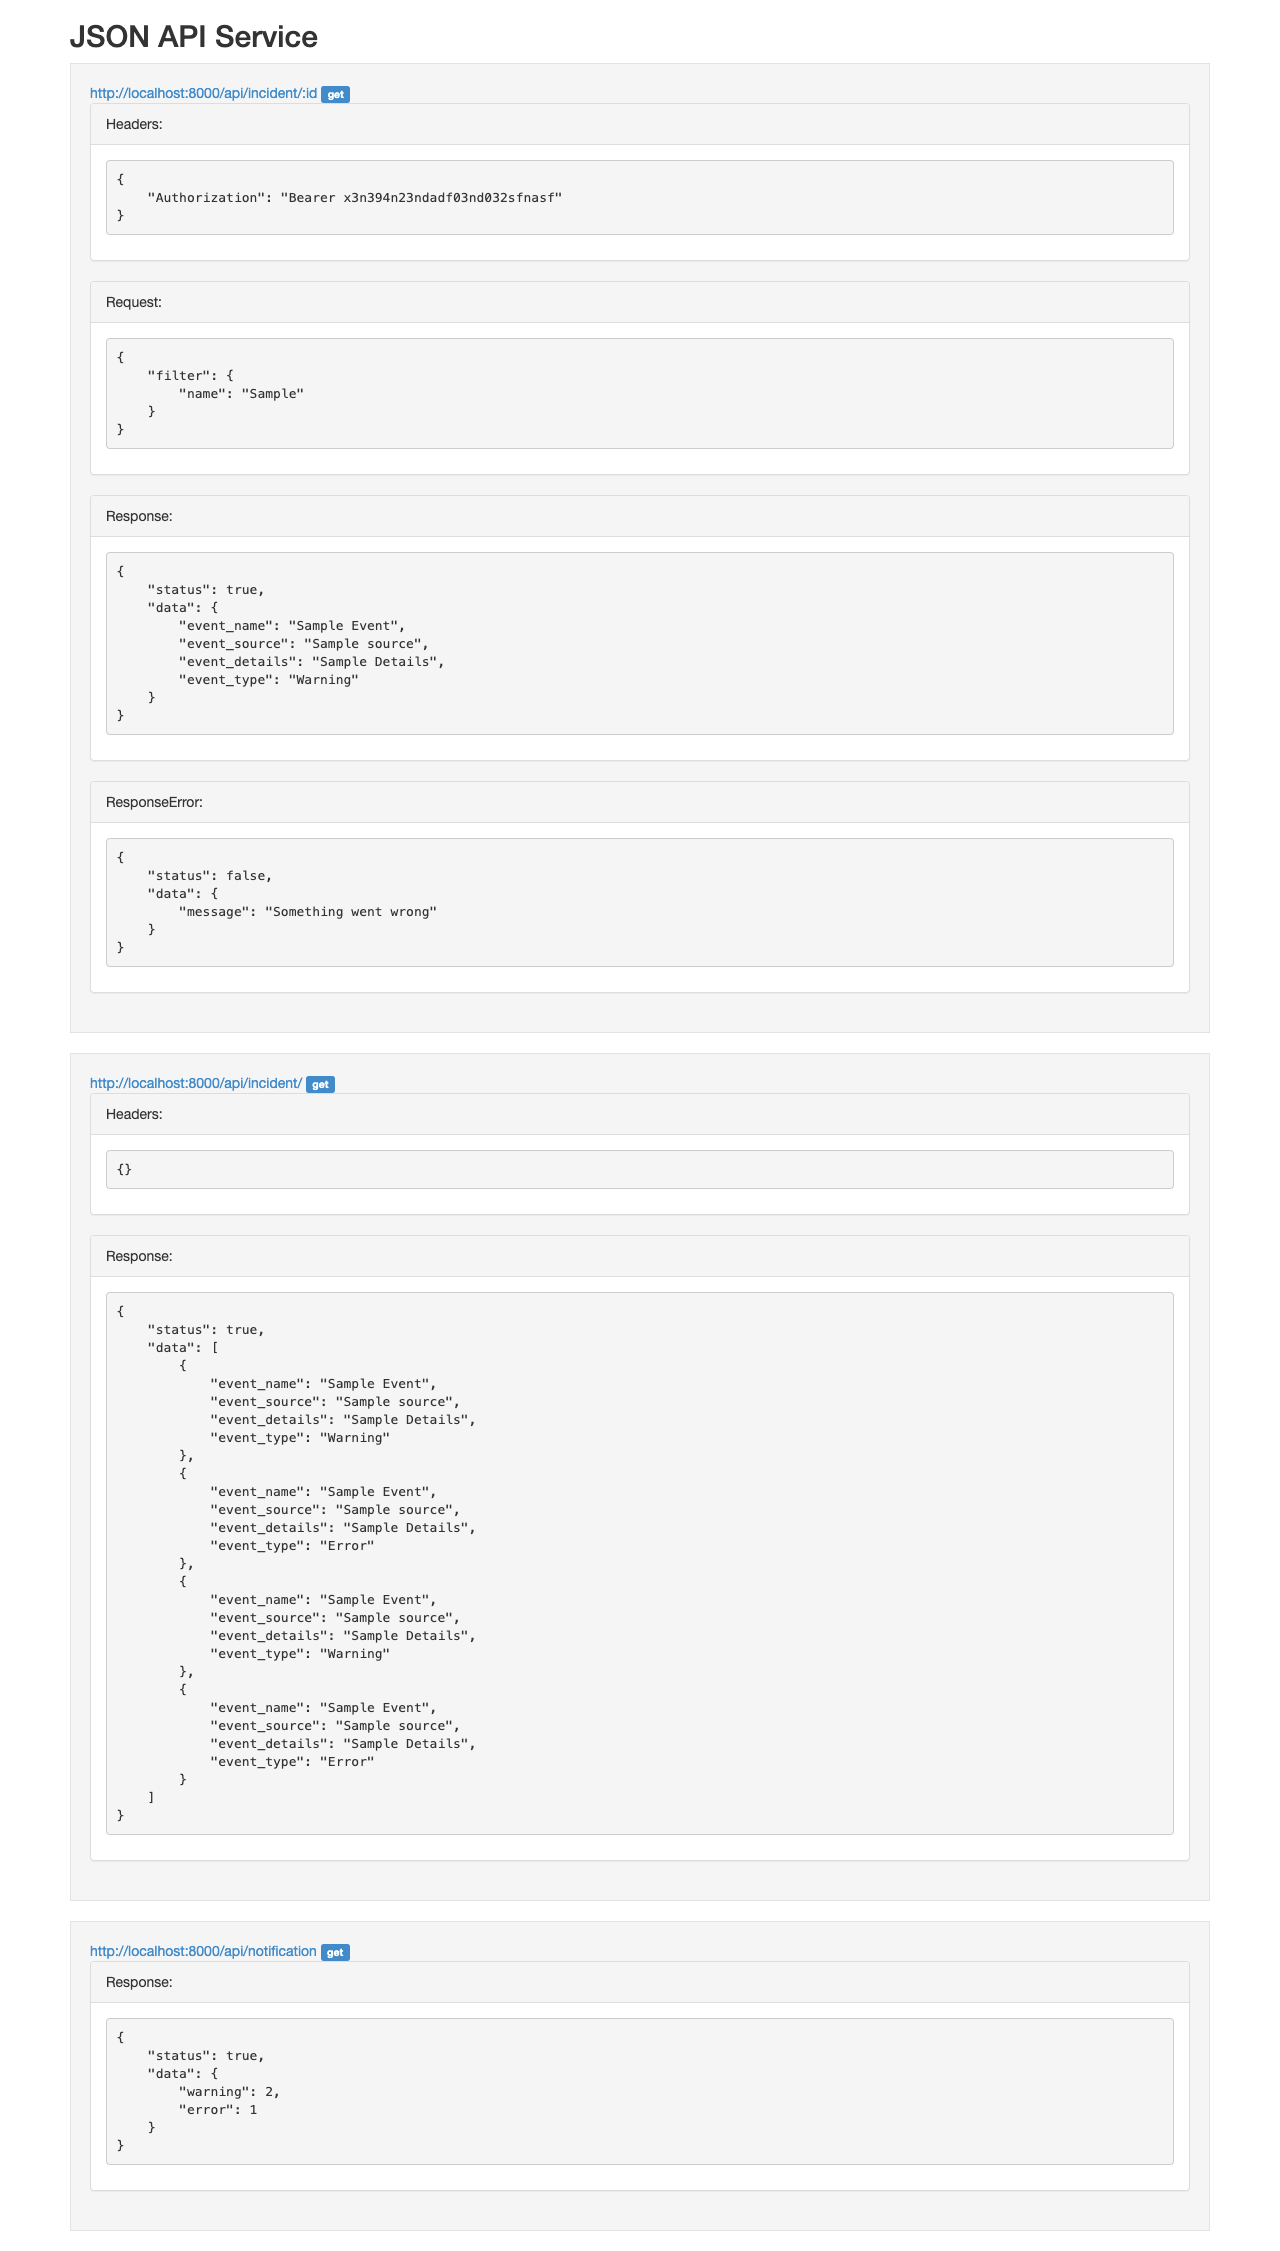 JSON API Service
http://localhost:8000/api/incident/:id get
Headers:
{
    "Authorization": "Bearer x3n394n23ndadf03nd032sfnasf"
}
Request:
{
    "filter": {
        "name": "Sample"
    }
}
Response:
{
    "status": true,
    "data": {
        "event_name": "Sample Event",
        "event_source": "Sample source",
        "event_details": "Sample Details",
        "event_type": "Warning"
    }
}
ResponseError:
{
    "status": false,
    "data": {
        "message": "Something went wrong"
    }
}
http://localhost:8000/api/incident/ get
Headers:
{}
Response:
{
    "status": true,
    "data": [
        {
            "event_name": "Sample Event",
            "event_source": "Sample source",
            "event_details": "Sample Details",
            "event_type": "Warning"
        },
        {
            "event_name": "Sample Event",
            "event_source": "Sample source",
            "event_details": "Sample Details",
            "event_type": "Error"
        },
        {
            "event_name": "Sample Event",
            "event_source": "Sample source",
            "event_details": "Sample Details",
            "event_type": "Warning"
        },
        {
            "event_name": "Sample Event",
            "event_source": "Sample source",
            "event_details": "Sample Details",
            "event_type": "Error"
        }
    ]
}
http://localhost:8000/api/notification get
Response:
{
    "status": true,
    "data": {
        "warning": 2,
        "error": 1
    }
}